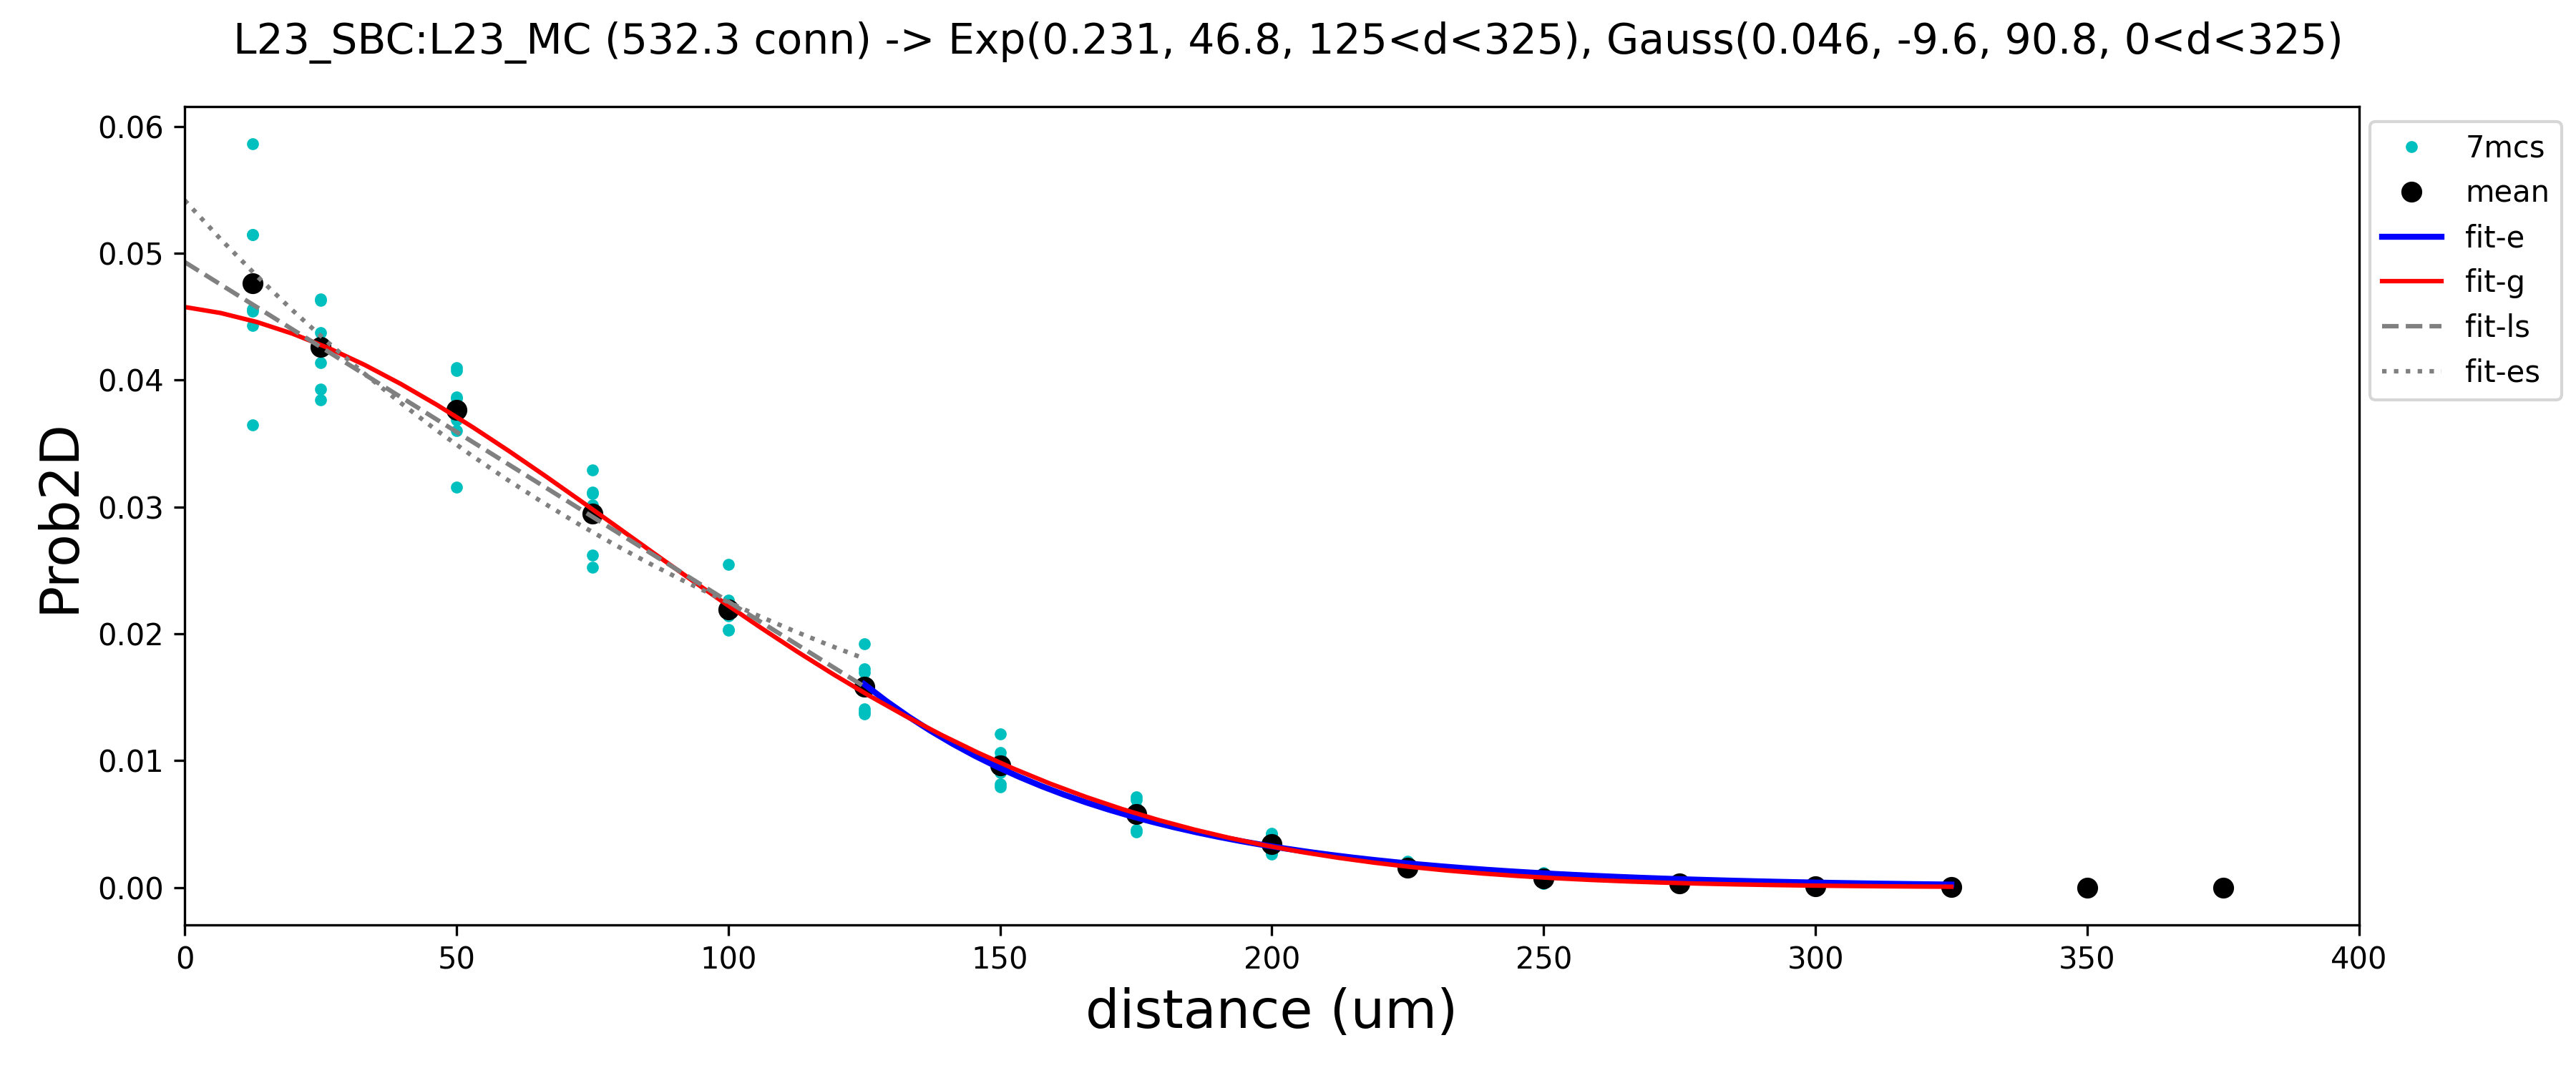 L23_SBC:L23_MC (532.3 conn) -> Exp(0.231, 46.8, 125<d<325), Gauss(0.046, -9.6, 90.8, 0<d<325)
0.06
0.05
0.04
0.03
0.02
0.01
0.00
Prob2D
0 50 100 150 200 250 300 350 400
distance (um)
7mcs
mean
fit-e
fit-g
fit-ls
fit-es